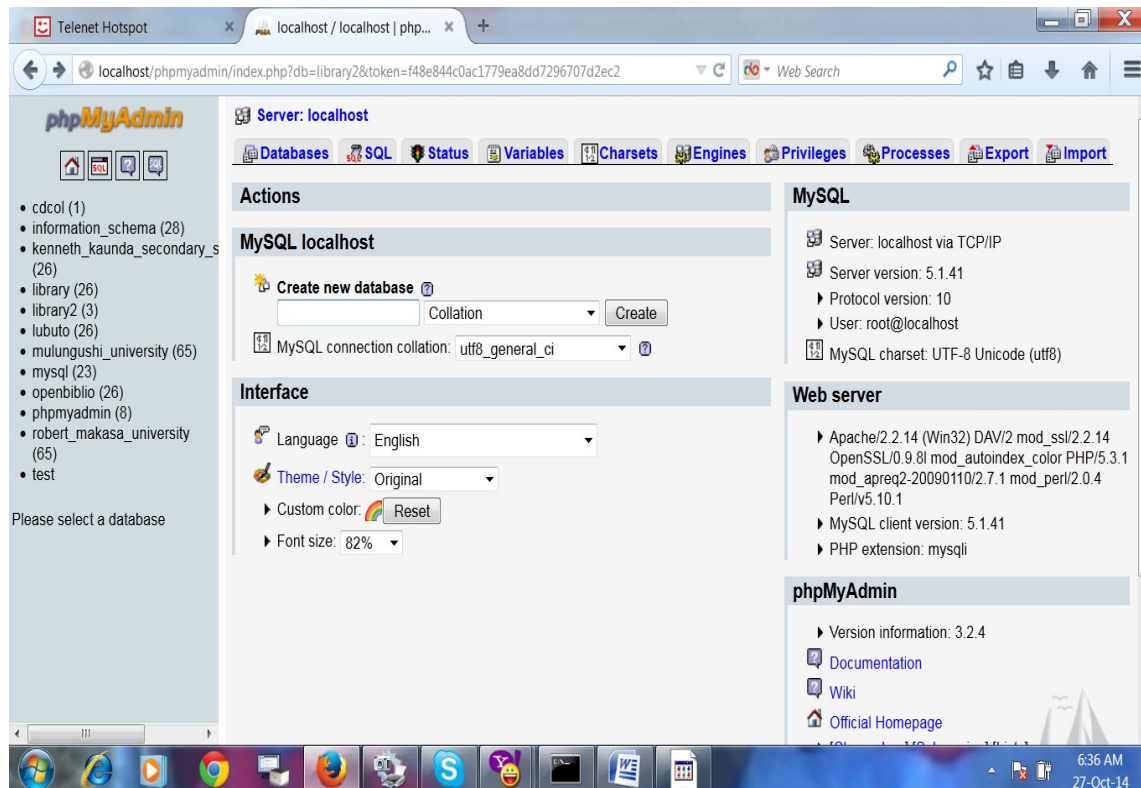 Telenet Hotspot
localhost / localhost | php...
localhost/phpmyadmin/index.php?db=library2&token=f48e844c0ac1779ea8dd7296707d2ec2
Web Search
phpMyAdmin
SQL
SQL
cdcol (1)
information_schema (28)
kenneth_kaunda_secondary_s
(26)
library (26)
library2 (3)
lubuto (26)
mulungushi_university (65)
mysql (23)
openbiblio (26)
phpmyadmin (8)
robert_makasa_university
(65)
test
Please select a database
Server: localhost
Databases SQL Status Variables Charsets Engines Privileges Processes Export Import
Actions
MySQL localhost
Create new database
Collation Create
MySQL connection collation: utf8_general_ci
Interface
Language : English
Theme / Style: Original
Custom color: Reset
Font size: 82%
MySQL
Server: localhost via TCP/IP
Server version: 5.1.41
Protocol version: 10
User: root@localhost
MySQL charset: UTF-8 Unicode (utf8)
Web server
Apache/2.2.14 (Win32) DAV/2 mod_ssl/2.2.14
OpenSSL/0.9.8l mod_autoindex_color PHP/5.3.1
mod_apreq2-20090110/2.7.1 mod_perl/2.0.4
Perl/v5.10.1
MySQL client version: 5.1.41
PHP extension: mysqli
phpMyAdmin
Version information: 3.2.4
Documentation
Wiki
Official Homepage
6:36 AM
27-Oct-14